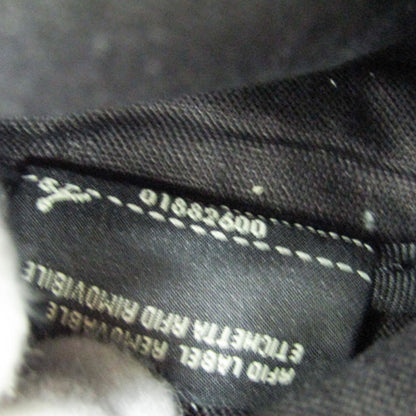 01882600
RFID LABEL REMOVABLE
ETICHETTA RFID RIMOVIBILE